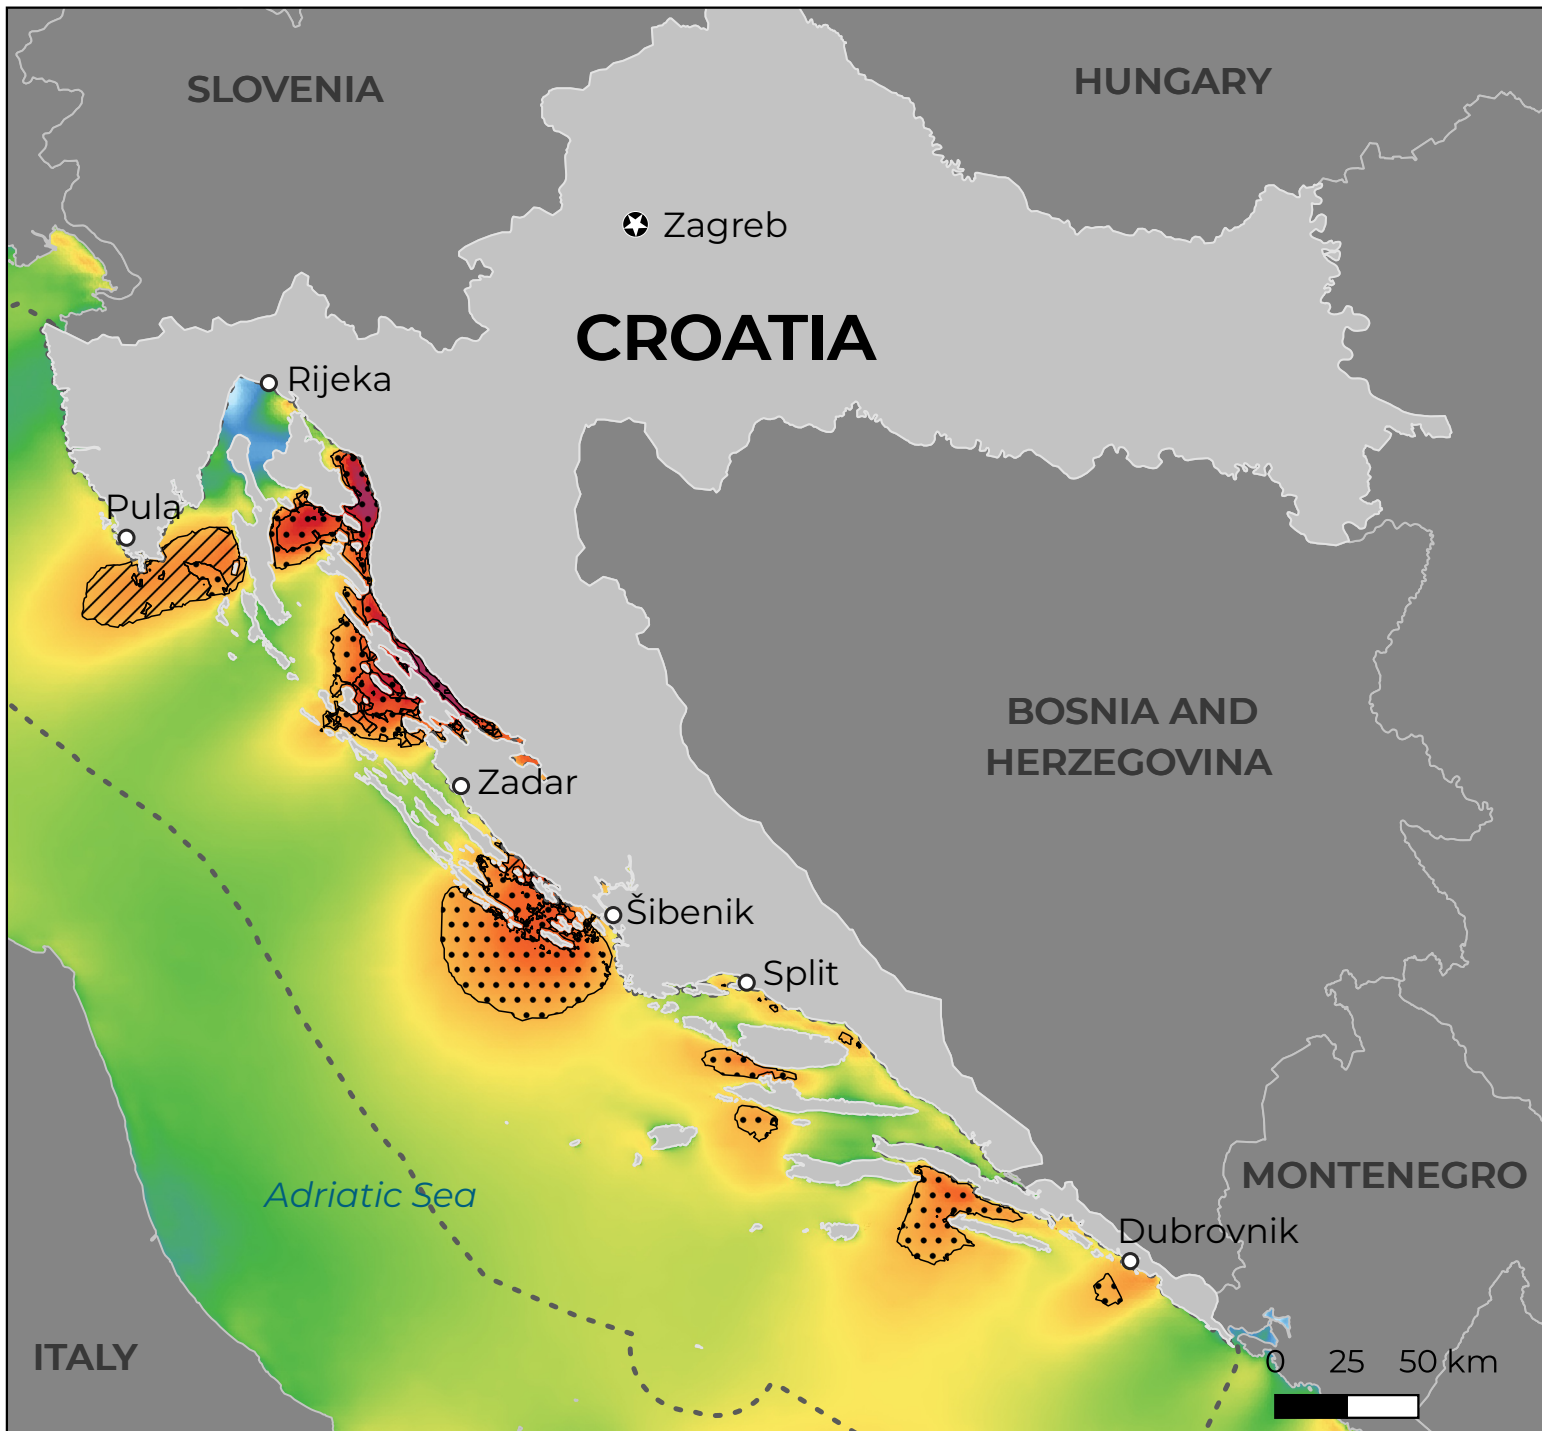 SLOVENIA
HUNGARY
Zagreb
CROATIA
Rijeka
Pula
BOSNIA AND
HERZEGOVINA
Zadar
Šibenik
Split
MONTENEGRO
Adriatic Sea
Dubrovnik
ITALY
0 25 50 km